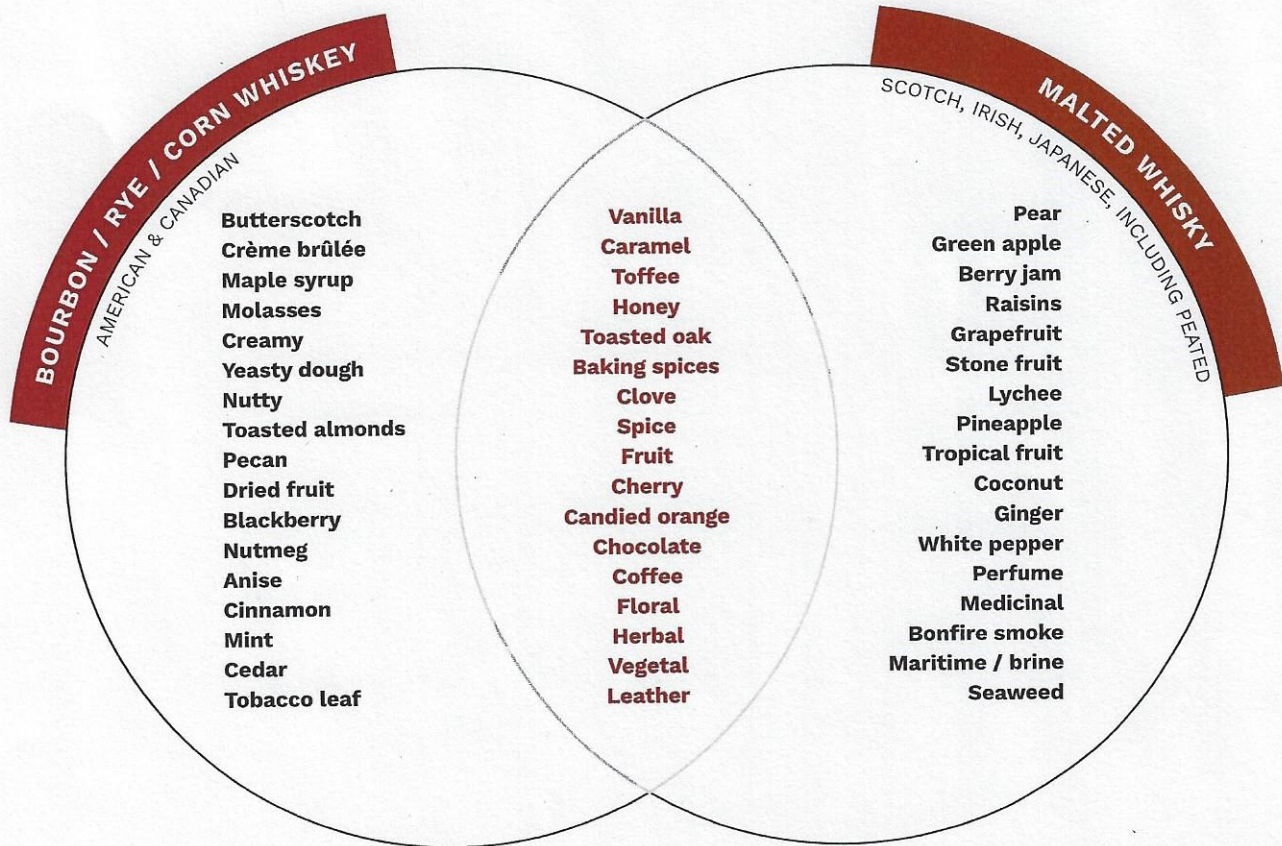 BOURBON / RYE / CORN WHISKEY
AMERICAN & CANADIAN
Butterscotch
Crème brûlée
Maple syrup
Molasses
Creamy
Yeasty dough
Nutty
Toasted almonds
Pecan
Dried fruit
Blackberry
Nutmeg
Anise
Cinnamon
Mint
Cedar
Tobacco leaf
Vanilla
Caramel
Toffee
Honey
Toasted oak
Baking spices
Clove
Spice
Fruit
Cherry
Candied orange
Chocolate
Coffee
Floral
Herbal
Vegetal
Leather
MALTED WHISKY
SCOTCH, IRISH, JAPANESE, INCLUDING PEATED
Pear
Green apple
Berry jam
Raisins
Grapefruit
Stone fruit
Lychee
Pineapple
Tropical fruit
Coconut
Ginger
White pepper
Perfume
Medicinal
Bonfire smoke
Maritime / brine
Seaweed